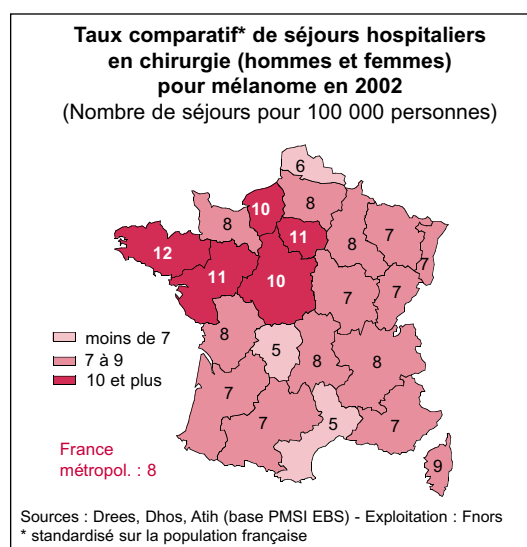 Taux comparatif* de séjours hospitaliers
en chirurgie (hommes et femmes)
pour mélanome en 2002
(Nombre de séjours pour 100 000 personnes)
6
10
8
8
11
8
7
7
12
11
10
7
7
8
5
8
8
moins de 7
7 à 9
10 et plus
7
7
5
7
9
France
métropol. : 8
Sources : Drees, Dhos, Atih (base PMSI EBS) - Exploitation : Fnors
* standardisé sur la population française